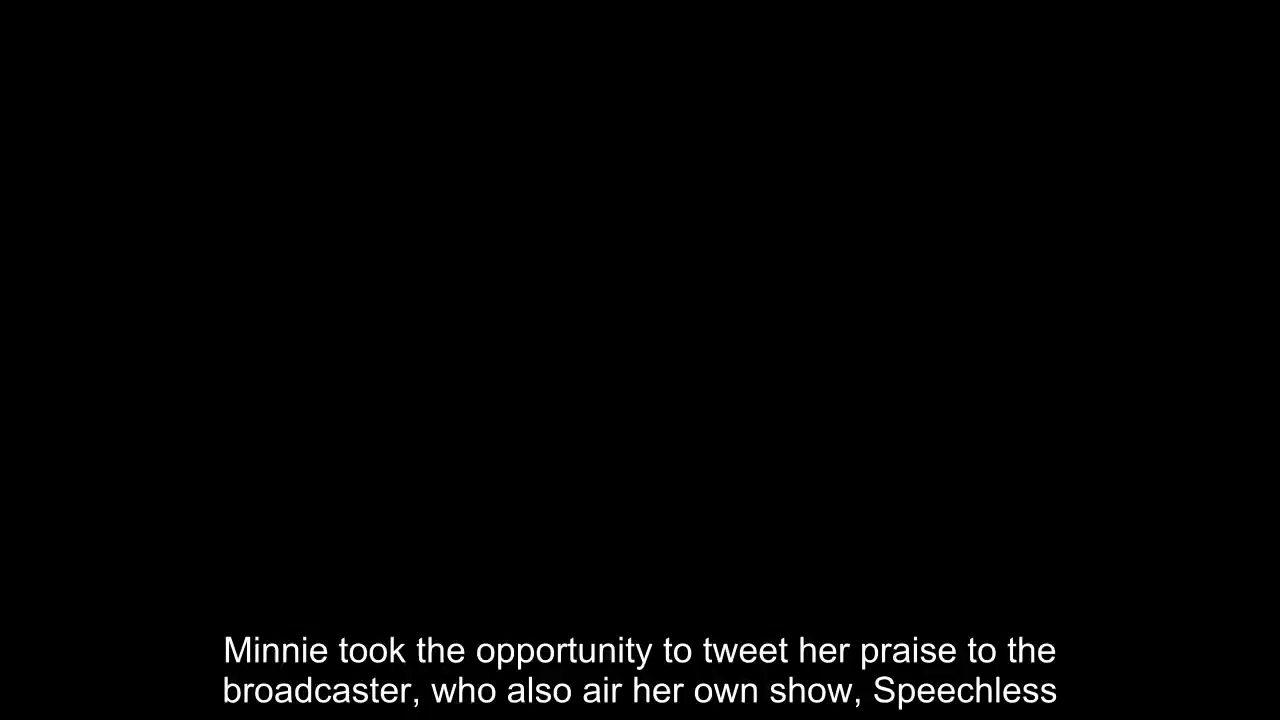 Minnie took the opportunity to tweet her praise to the
broadcaster, who also air her own show, Speechless